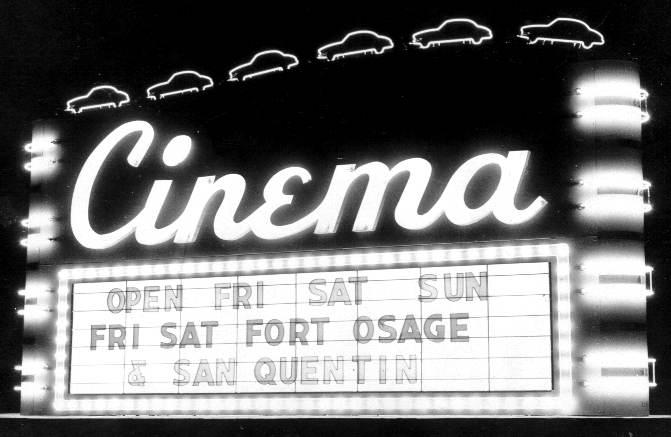 Cinema
OPEN FRI SAT SUN
FRI SAT FORT OSAGE
& SAN QUENTIN